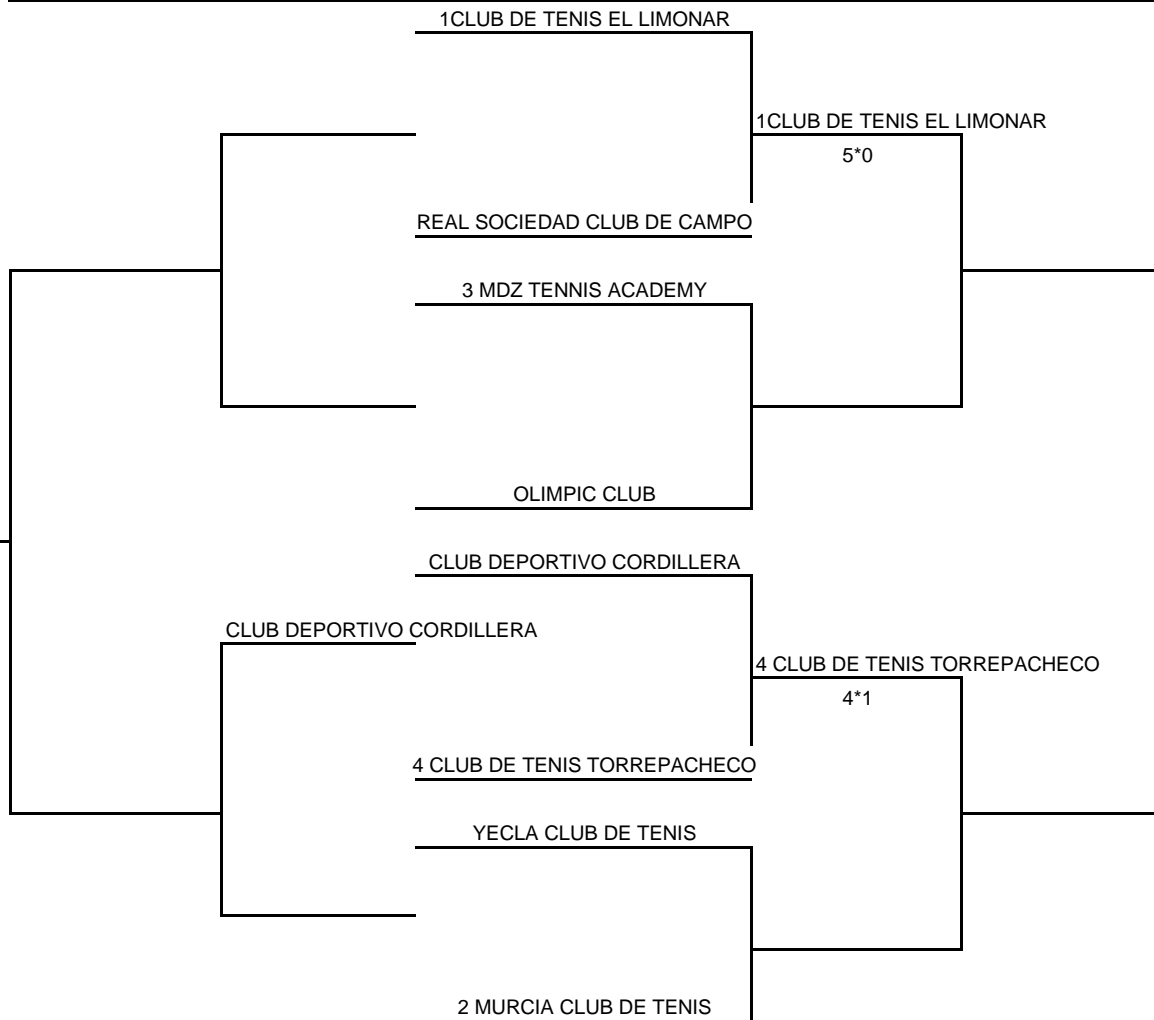 1CLUB DE TENIS EL LIMONAR
1CLUB DE TENIS EL LIMONAR
5*0
REAL SOCIEDAD CLUB DE CAMPO
3 MDZ TENNIS ACADEMY
OLIMPIC CLUB
CLUB DEPORTIVO CORDILLERA
CLUB DEPORTIVO CORDILLERA
4 CLUB DE TENIS TORREPACHECO
4*1
4 CLUB DE TENIS TORREPACHECO
YECLA CLUB DE TENIS
2 MURCIA CLUB DE TENIS